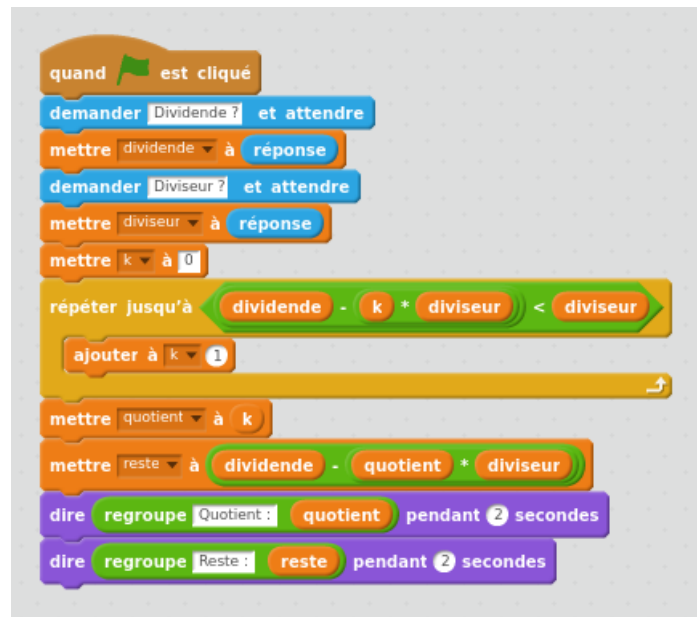 quand est cliqué
demander Dividende ? et attendre
mettre dividende à réponse
demander Diviseur ? et attendre
mettre diviseur à réponse
mettre k à 0
répéter jusqu'à dividende - k * diviseur < diviseur
ajouter à k 1
mettre quotient à k
mettre reste à dividende - quotient * diviseur
dire regroupe Quotient : quotient pendant 2 secondes
dire regroupe Reste : reste pendant 2 secondes